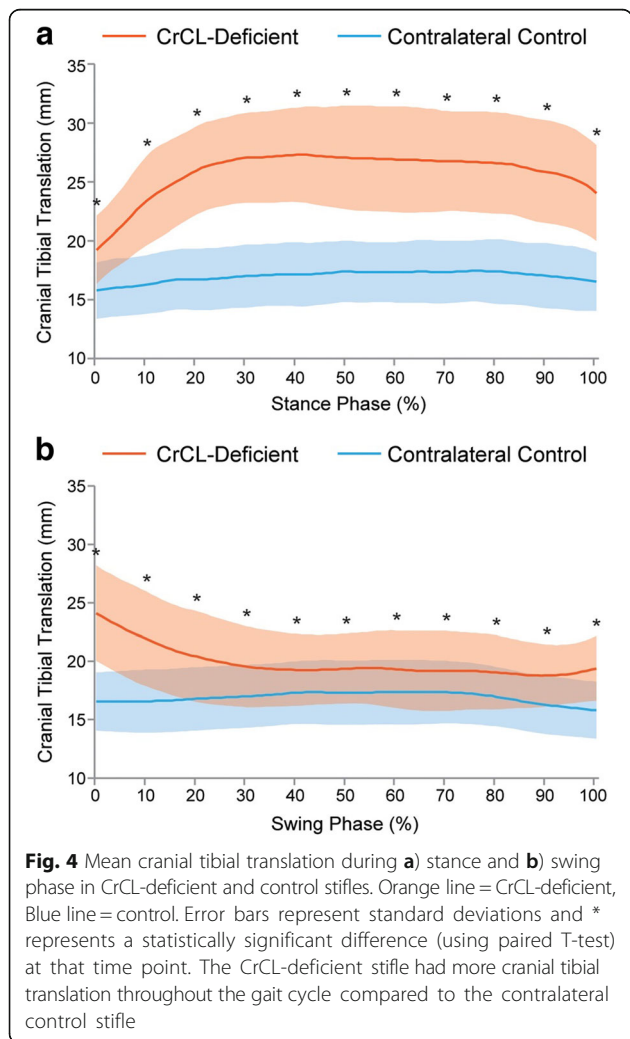 a
CrCL-Deficient Contralateral Control
35
30
25
20
15
10
Cranial Tibial Translation (mm)
* * * * * * * * * * *
0 10 20 30 40 50 60 70 80 90 100
Stance Phase (%)
b
CrCL-Deficient Contralateral Control
35
30
25
20
15
10
Cranial Tibial Translation (mm)
* * * * * * * * * * *
0 10 20 30 40 50 60 70 80 90 100
Swing Phase (%)
Fig. 4 Mean cranial tibial translation during a) stance and b) swing
phase in CrCL-deficient and control stifles. Orange line = CrCL-deficient,
Blue line = control. Error bars represent standard deviations and *
represents a statistically significant difference (using paired T-test)
at that time point. The CrCL-deficient stifle had more cranial tibial
translation throughout the gait cycle compared to the contralateral
control stifle